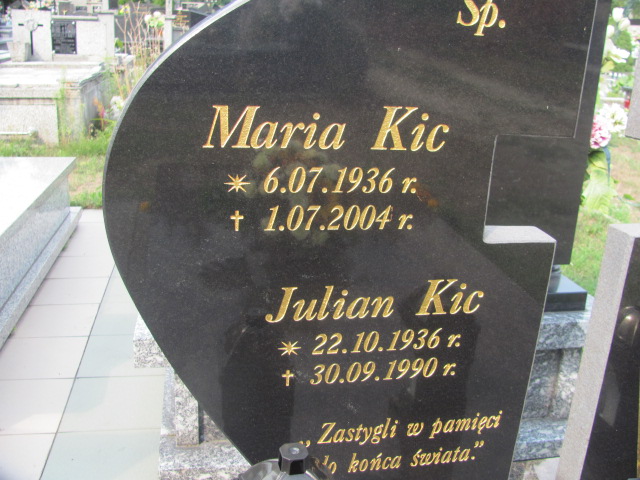 Śp.
Maria Kic
* 6.07.1936 r.
† 1.07.2004 r.
Julian Kic
* 22.10.1936 r.
† 30.09.1990 r.
„Zastygli w pamięci
do końca świata.”